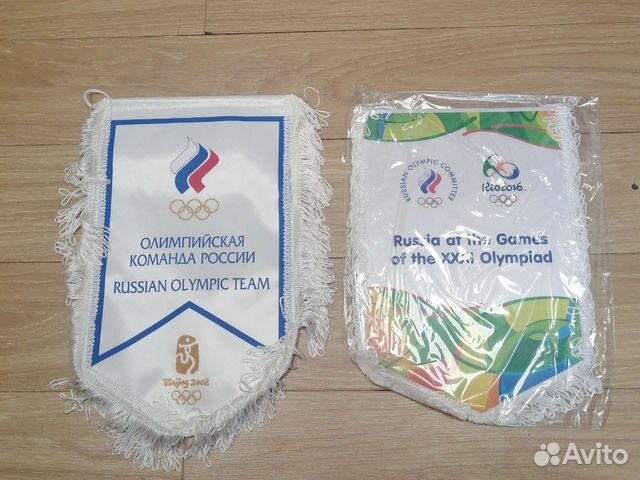 ОЛИМПИЙСКАЯ
КОМАНДА РОССИИ
RUSSIAN OLYMPIC TEAM
Beijing 2008
RUSSIAN OLYMPIC COMMITTEE
Rio2016
Russia at the Games
of the XXXI Olympiad
Avito